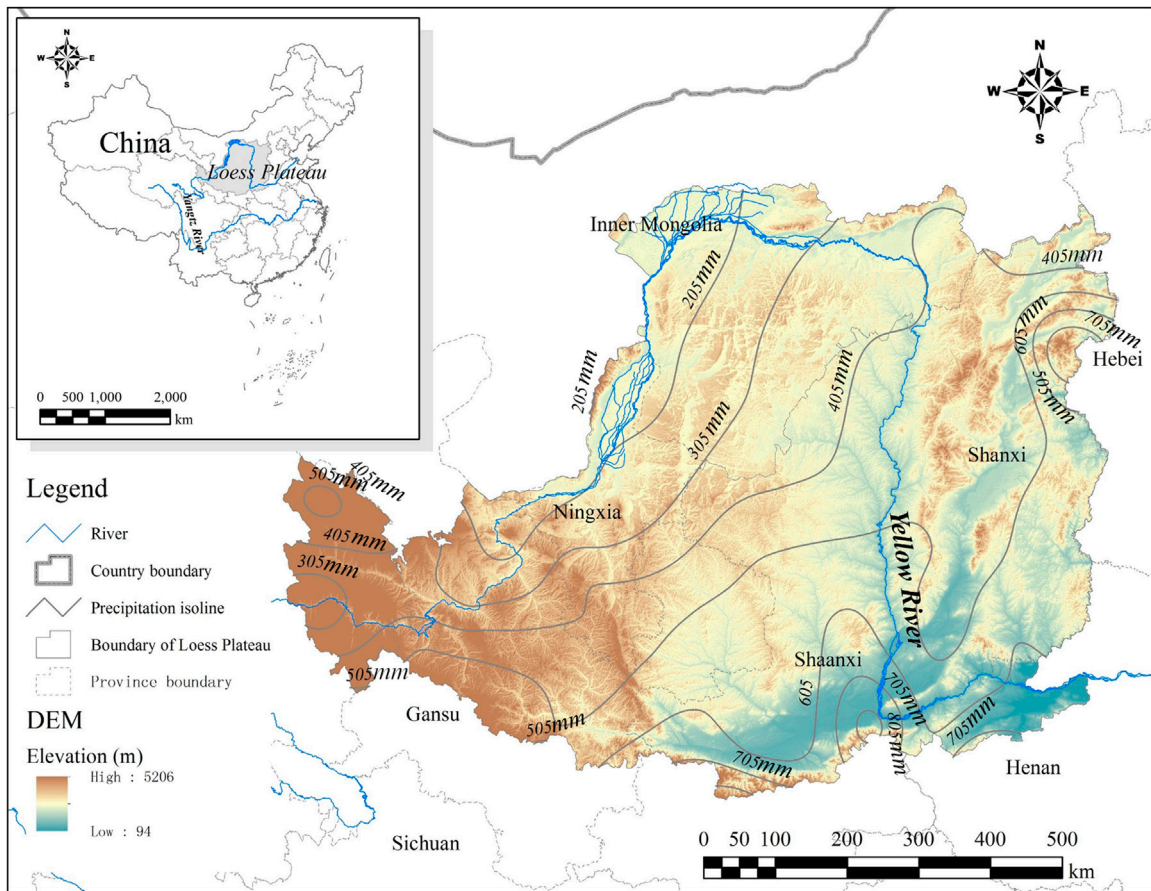 N
W E
S
China
Loess Plateau
Yangtz River
0 500 1,000 2,000
km
N
W E
S
Inner Mongolia
205mm
405mm
605mm
705mm
Hebei
505mm
205mm
405mm
305mm
Shanxi
Ningxia
405mm
505mm
405mm
305mm
505mm
Gansu
505mm
Yellow River
Shaanxi
605
705mm
805mm
705mm
705mm
Henan
Sichuan
Legend
River
Country boundary
Precipitation isoline
Boundary of Loess Plateau
Province boundary
DEM
Elevation (m)
High : 5206
Low : 94
0 50 100 200 300 400 500
km